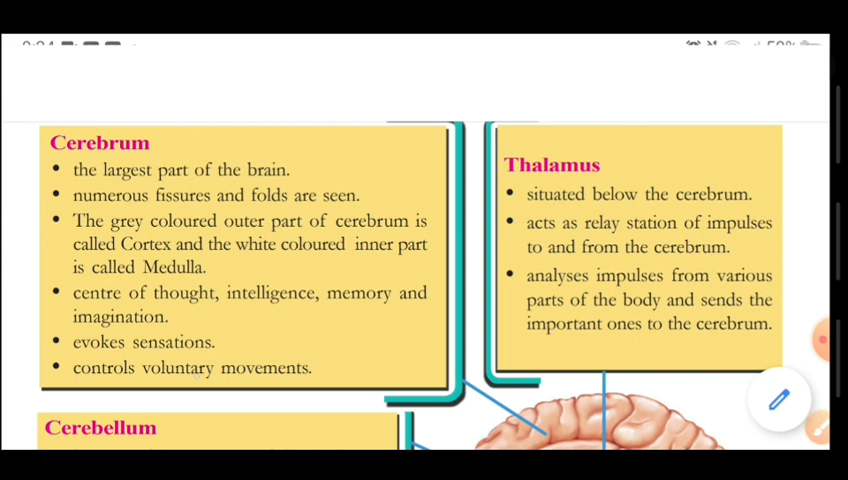 Cerebrum
• the largest part of the brain.
• numerous fissures and folds are seen.
• The grey coloured outer part of cerebrum is
called Cortex and the white coloured inner part
is called Medulla.
• centre of thought, intelligence, memory and
imagination.
• evokes sensations.
• controls voluntary movements.
Thalamus
• situated below the cerebrum.
• acts as relay station of impulses
to and from the cerebrum.
• analyses impulses from various
parts of the body and sends the
important ones to the cerebrum.
Cerebellum